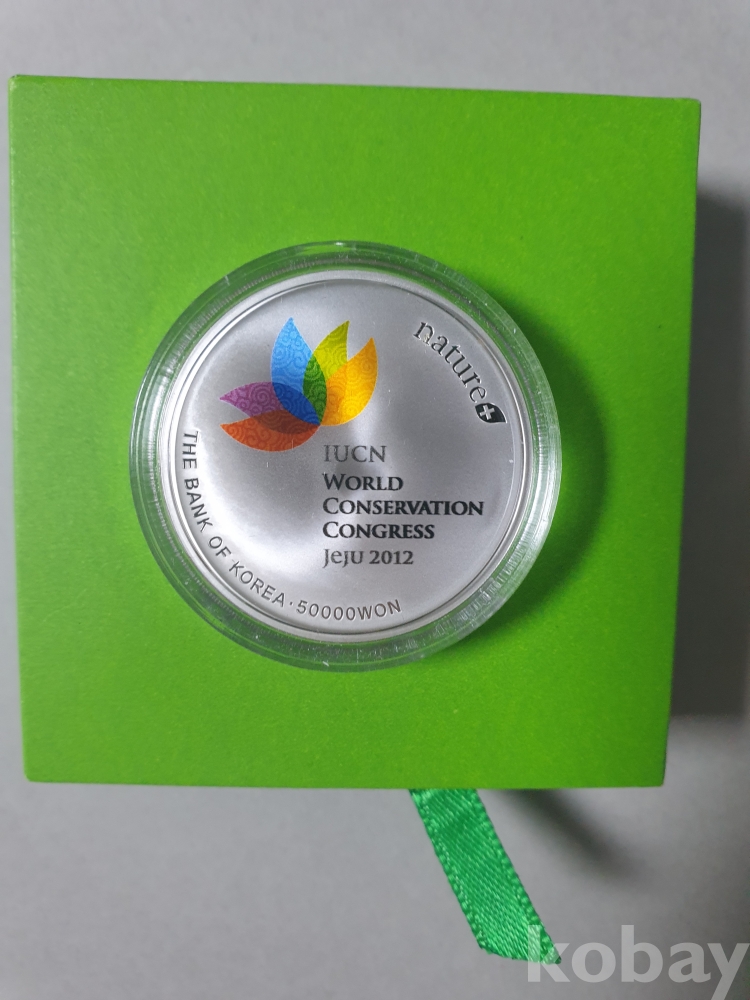 nature+
IUCN
WORLD
CONSERVATION
CONGRESS
JEJU 2012
THE BANK OF KOREA · 50000WON
kobay